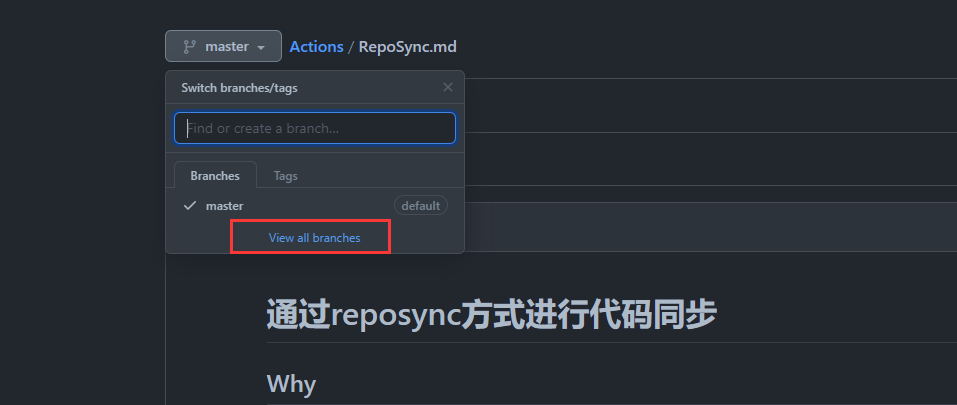 master Actions / RepoSync.md
Switch branches/tags
Find or create a branch...
Branches Tags
master default
View all branches
通过reposync方式进行代码同步
Why